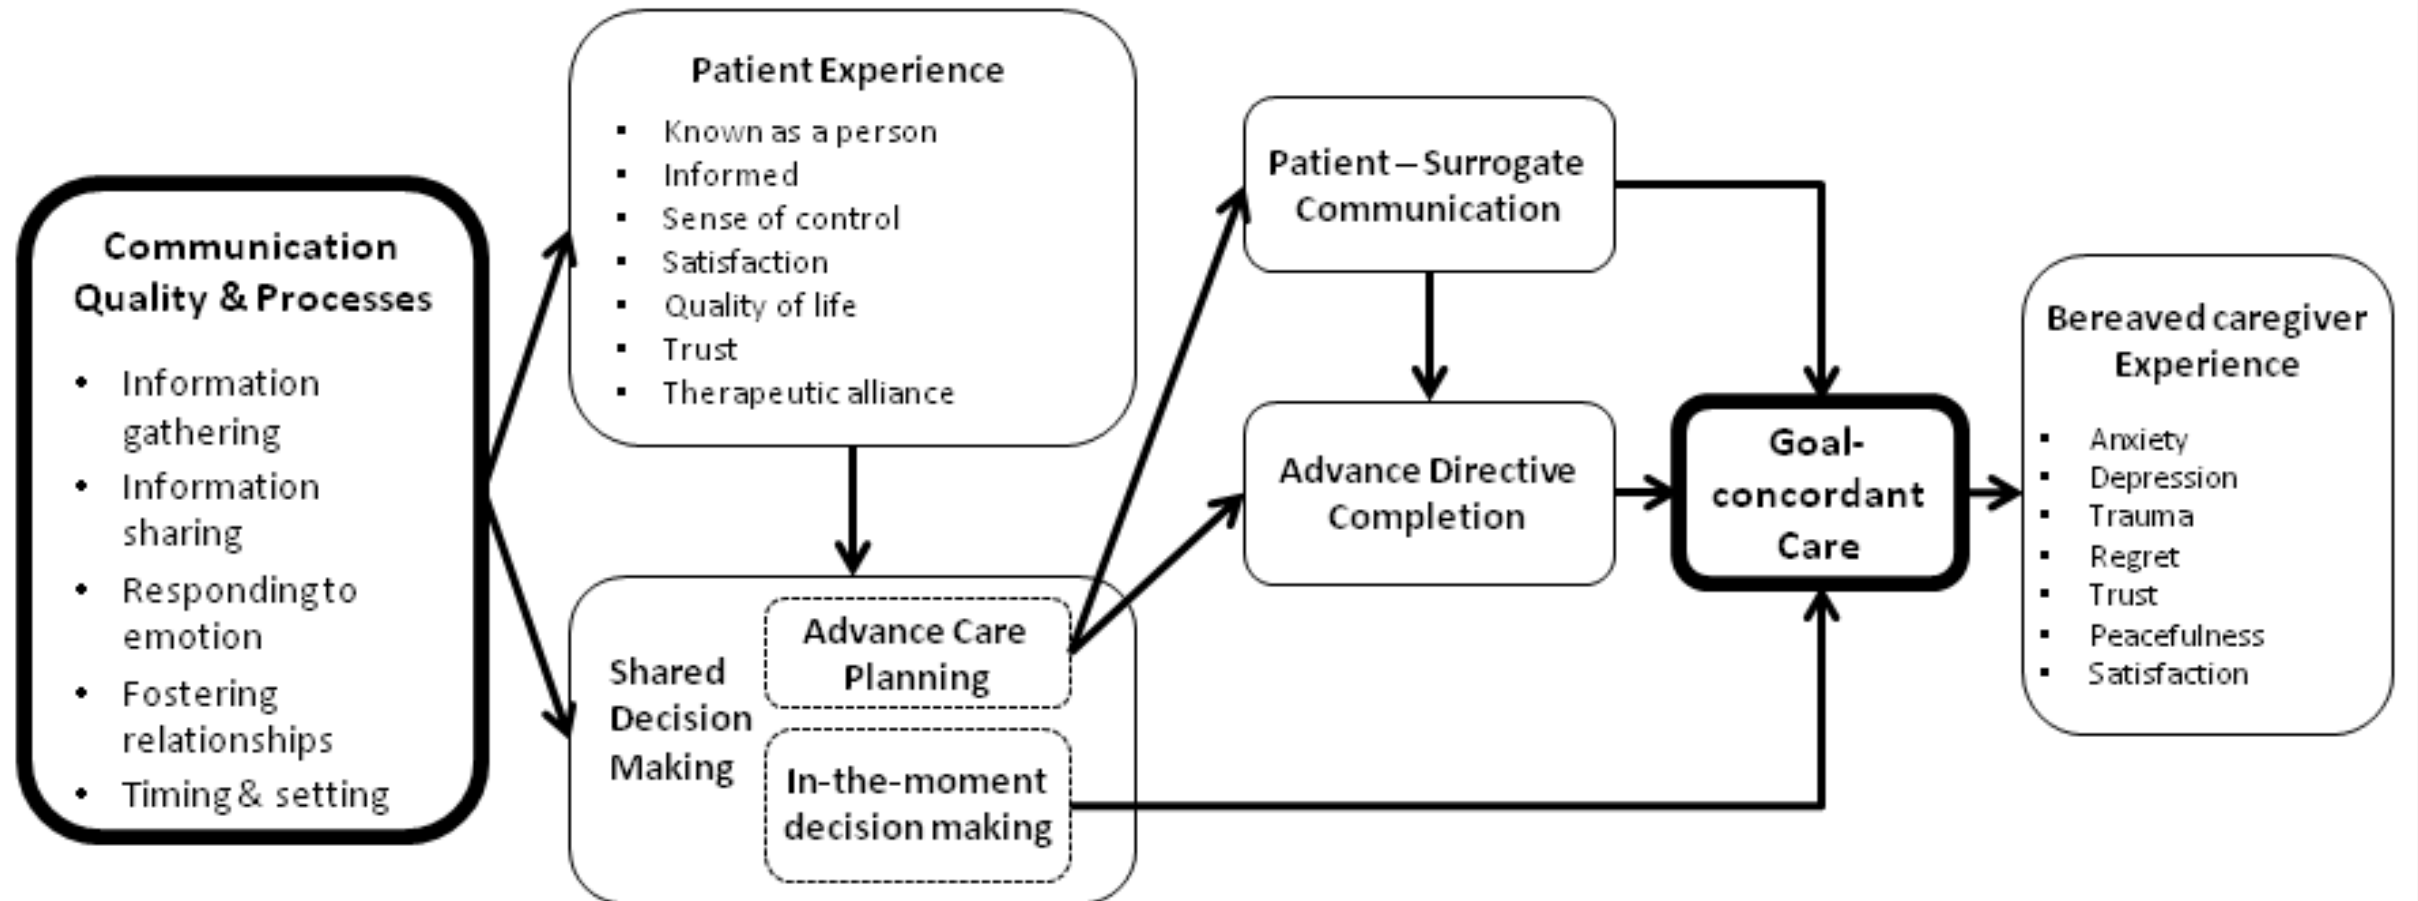 Communication
Quality & Processes
• Information
gathering
• Information
sharing
• Responding to
emotion
• Fostering
relationships
• Timing & setting
Patient Experience
▪ Known as a person
▪ Informed
▪ Sense of control
▪ Satisfaction
▪ Quality of life
▪ Trust
▪ Therapeutic alliance
Shared
Decision
Making
Advance Care
Planning
In-the-moment
decision making
Patient – Surrogate
Communication
Advance Directive
Completion
Goal-
concordant
Care
Bereaved caregiver
Experience
▪ Anxiety
▪ Depression
▪ Trauma
▪ Regret
▪ Trust
▪ Peacefulness
▪ Satisfaction